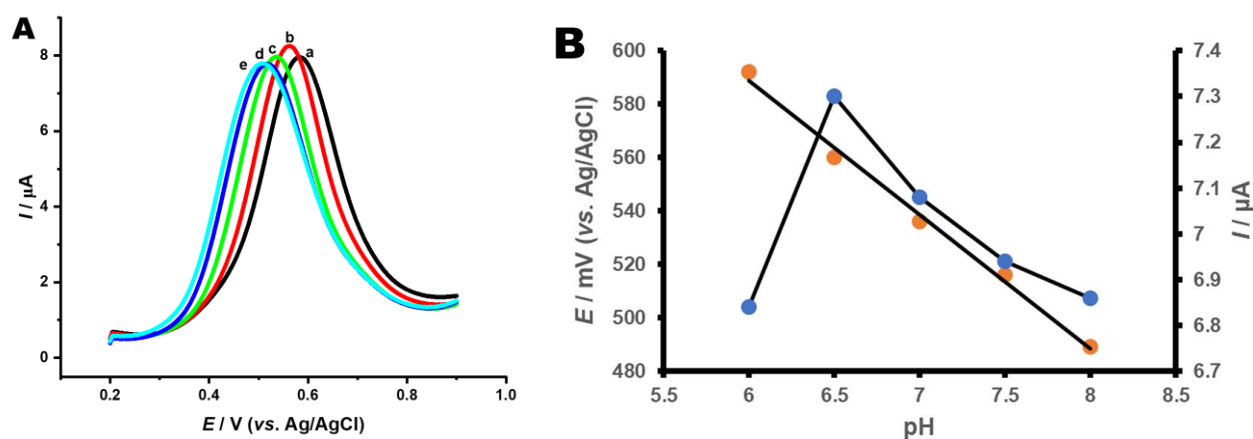 A
8
6
4
2
0
I / µA
e d c b a
0.2 0.4 0.6 0.8 1.0
E / V (vs. Ag/AgCl)
B
600
580
560
540
520
500
480
E / mV (vs. Ag/AgCl)
7.4
7.3
7.2
7.1
7
6.9
6.8
6.7
I / µA
5.5 6 6.5 7 7.5 8 8.5
pH